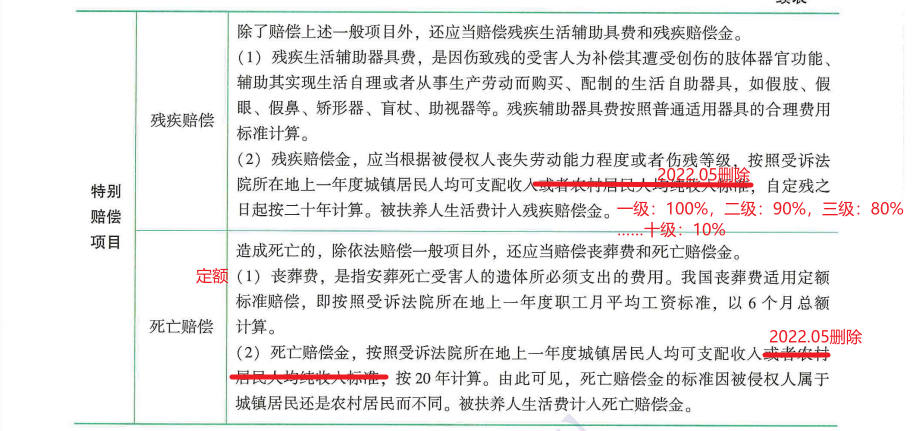 除了赔偿上述一般项目外，还应当赔偿残疾生活辅助具费和残疾赔偿金。
（1）残疾生活辅助器具费，是因伤致残的受害人为补偿其遭受创伤的肢体器官功能、
辅助其实现生活自理或者从事生产劳动而购买、配制的生活自助器具，如假肢、假
眼、假鼻、矫形器、盲杖、助视器等。残疾辅助器具费按照普通适用器具的合理费用
标准计算。
残疾赔偿
（2）残疾赔偿金，应当根据被侵权人丧失劳动能力程度或者伤残等级，按照受诉法
2022.05删除
院所在地上一年度城镇居民人均可支配收入或者农村居民人均纯收入标准，自定残之
日起按二十年计算。被扶养人生活费计入残疾赔偿金。
一级：100%，二级：90%，三级：80%
……十级：10%
特别
赔偿
项目
造成死亡的，除依法赔偿一般项目外，还应当赔偿丧葬费和死亡赔偿金。
定额
（1）丧葬费，是指安葬死亡受害人的遗体所必须支出的费用。我国丧葬费适用定额
标准赔偿，即按照受诉法院所在地上一年度职工月平均工资标准，以 6 个月总额
计算。
死亡赔偿
2022.05删除
（2）死亡赔偿金，按照受诉法院所在地上一年度城镇居民人均可支配收入或者农村
居民人均纯收入标准，按 20 年计算。由此可见，死亡赔偿金的标准因被侵权人属于
城镇居民还是农村居民而不同。被扶养人生活费计入死亡赔偿金。